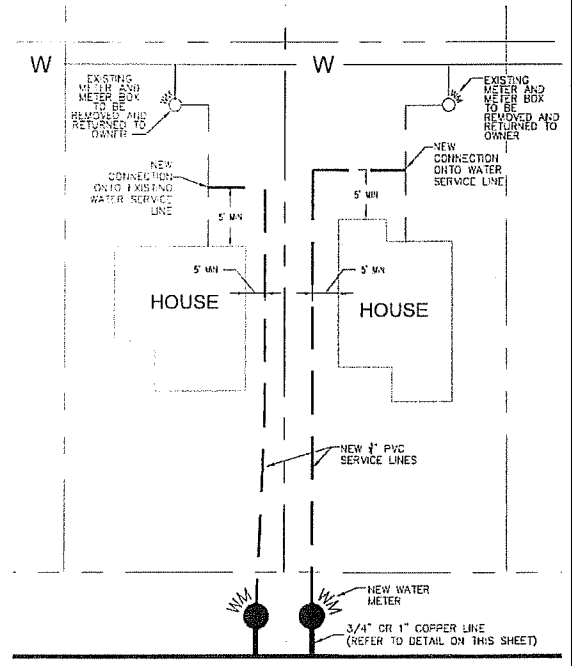 W
W
EXISTING
METER AND
METER BOX
TO BE
REMOVED AND
RETURNED TO
OWNER
EXISTING
METER AND
METER BOX
TO BE
REMOVED AND
RETURNED TO
OWNER
NEW
CONNECTION
ONTO EXISTING
WATER SERVICE
LINE
NEW
CONNECTION
ONTO WATER
SERVICE LINE
5' MIN
5' MIN
5' MIN
5' MIN
HOUSE
HOUSE
NEW PVC
SERVICE LINES
WM
WM
NEW WATER
METER
3/4" OR 1" COPPER LINE
(REFER TO DETAIL ON THIS SHEET)